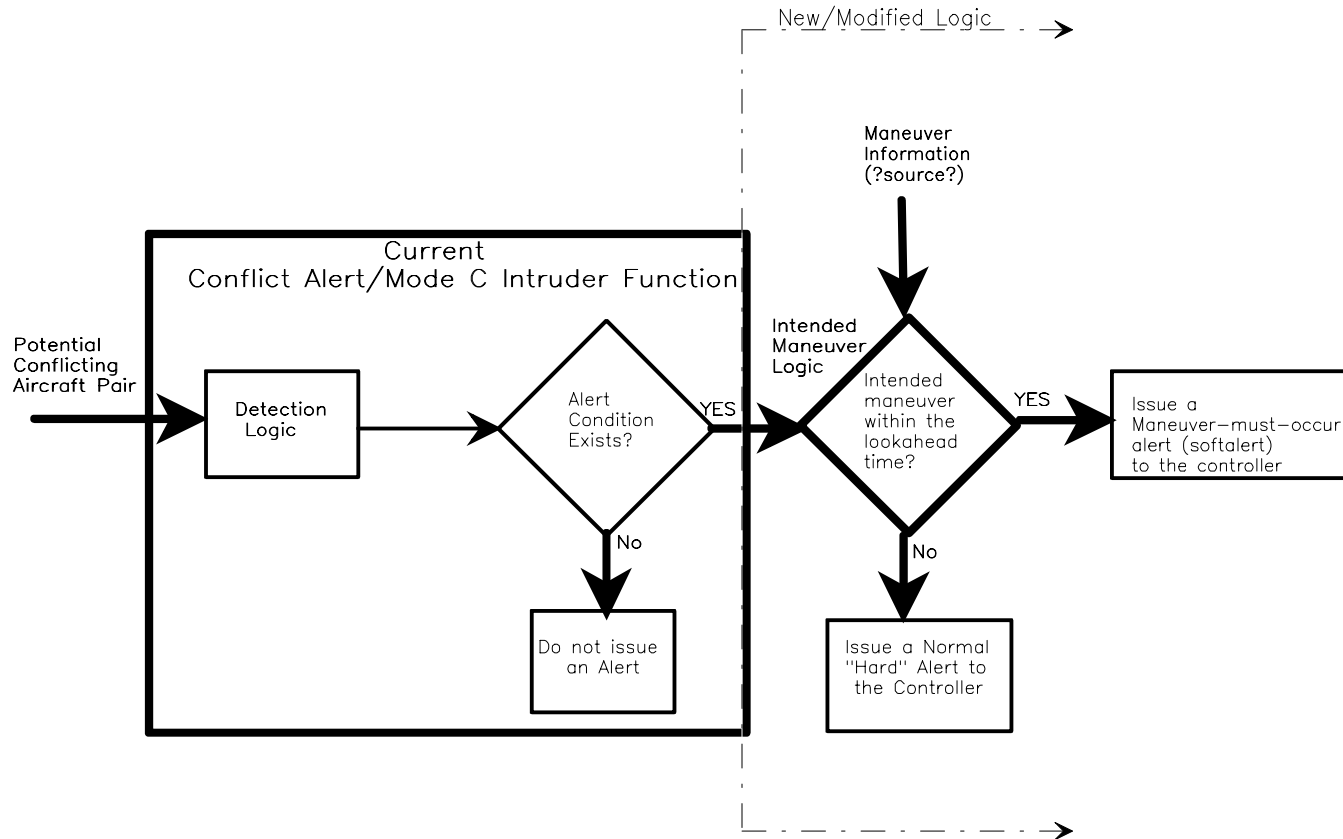 New/Modified Logic
Maneuver
Information
(?source?)
Current
Conflict Alert/Mode C Intruder Function
Potential
Conflicting
Aircraft Pair
Detection
Logic
Alert
Condition
Exists?
YES
No
Do not issue
an Alert
Intended
Maneuver
Logic
Intended
maneuver
within the
lookahead
time?
YES
No
Issue a Normal
"Hard" Alert to
the Controller
Issue a
Maneuver-must-occur
alert (softalert)
to the controller